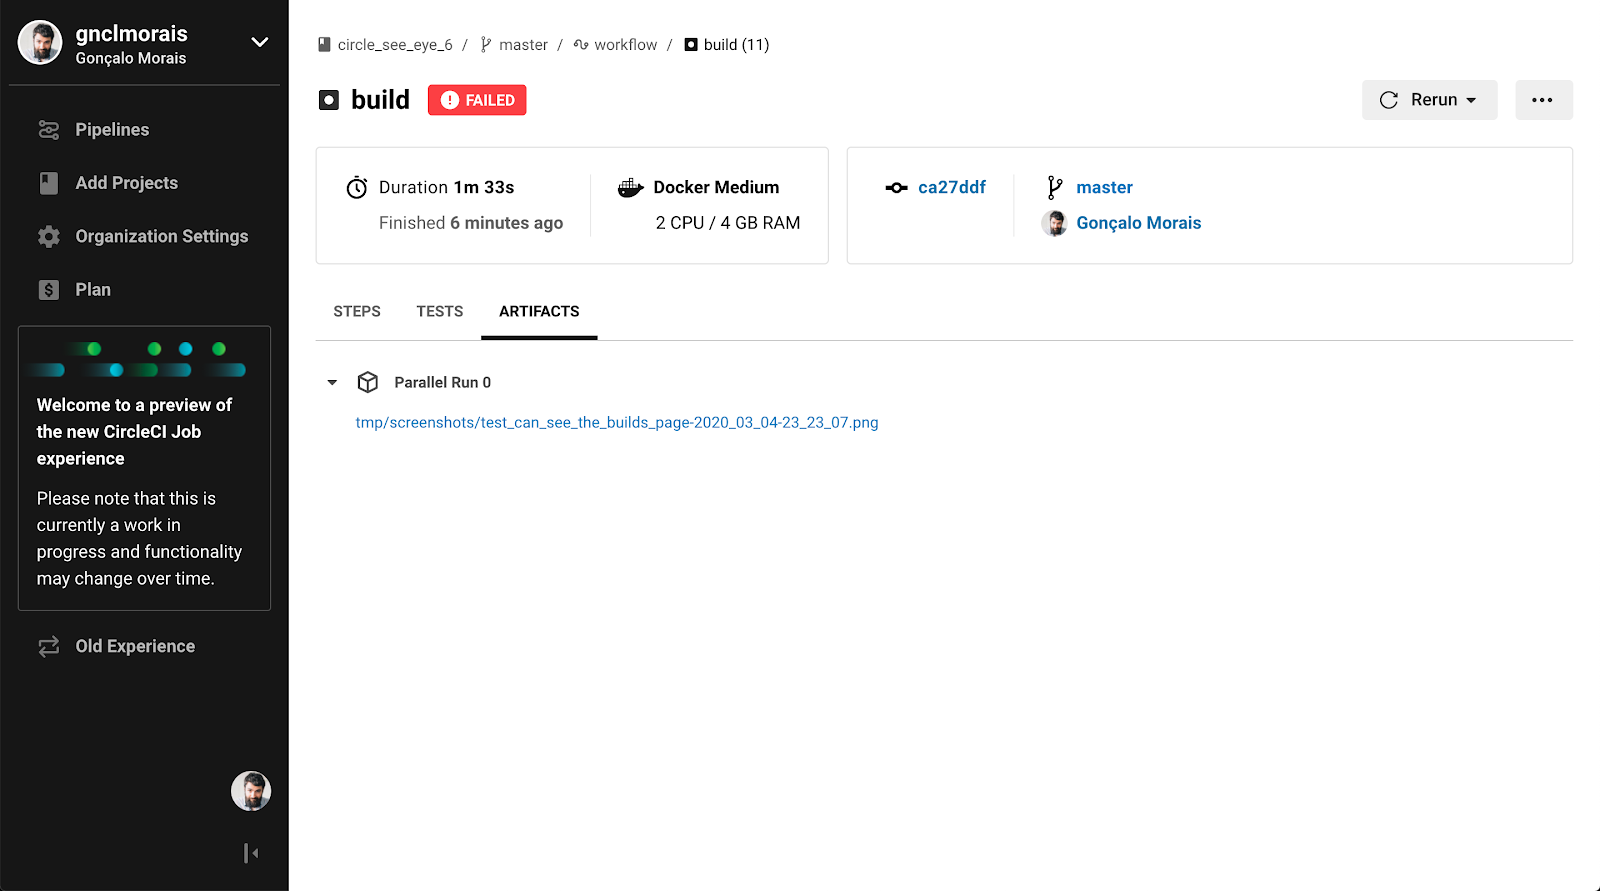 gnclmorais
Gonçalo Morais
Pipelines
Add Projects
Organization Settings
Plan
Welcome to a preview of
the new CircleCI Job
experience
Please note that this is
currently a work in
progress and functionality
may change over time.
Old Experience
circle_see_eye_6 / master / workflow / build (11)
build FAILED
Rerun
Duration 1m 33s
Finished 6 minutes ago
Docker Medium
2 CPU / 4 GB RAM
ca27ddf
master
Gonçalo Morais
STEPS TESTS ARTIFACTS
Parallel Run 0
tmp/screenshots/test_can_see_the_builds_page-2020_03_04-23_23_07.png